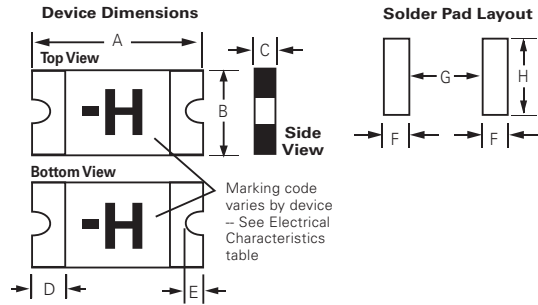 Device Dimensions
A
Top View
-H
B
C
Side
View
Bottom View
-H
D
E
Marking code
varies by device
-- See Electrical
Characteristics
table
Solder Pad Layout
G
H
F
F